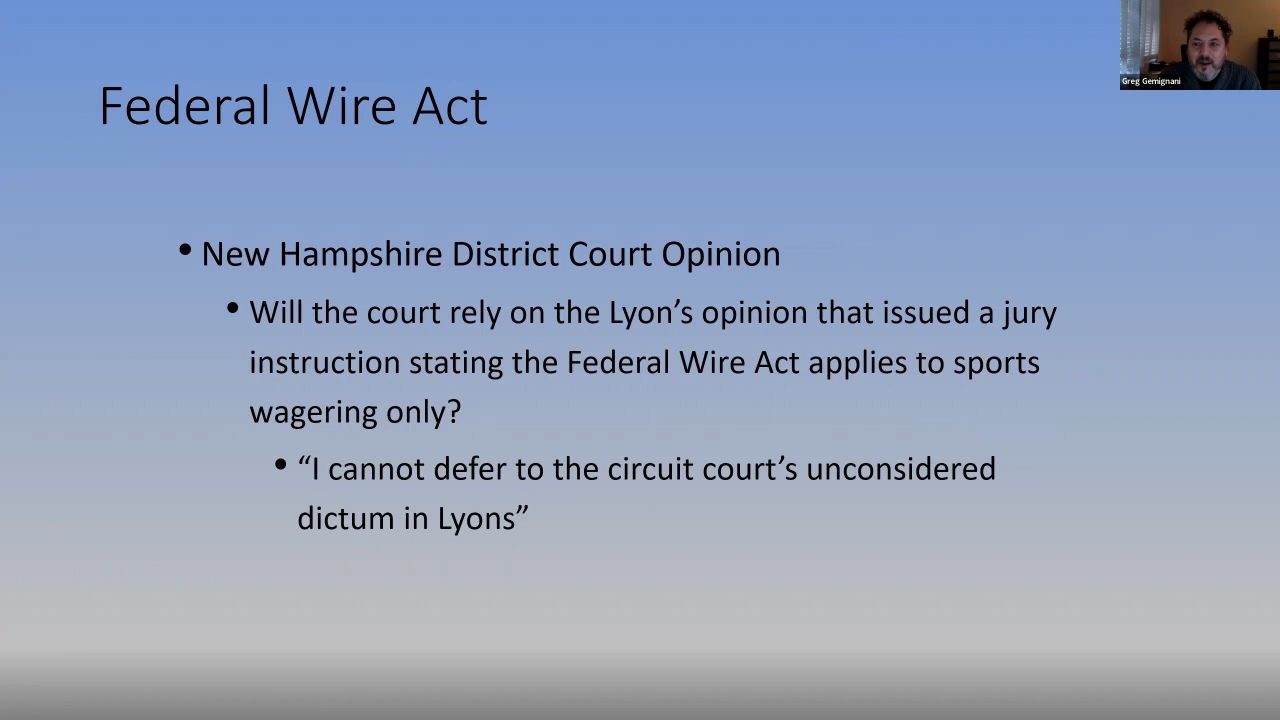 Greg Gemignani
Federal Wire Act
• New Hampshire District Court Opinion
• Will the court rely on the Lyon’s opinion that issued a jury
instruction stating the Federal Wire Act applies to sports
wagering only?
• “I cannot defer to the circuit court’s unconsidered
dictum in Lyons”